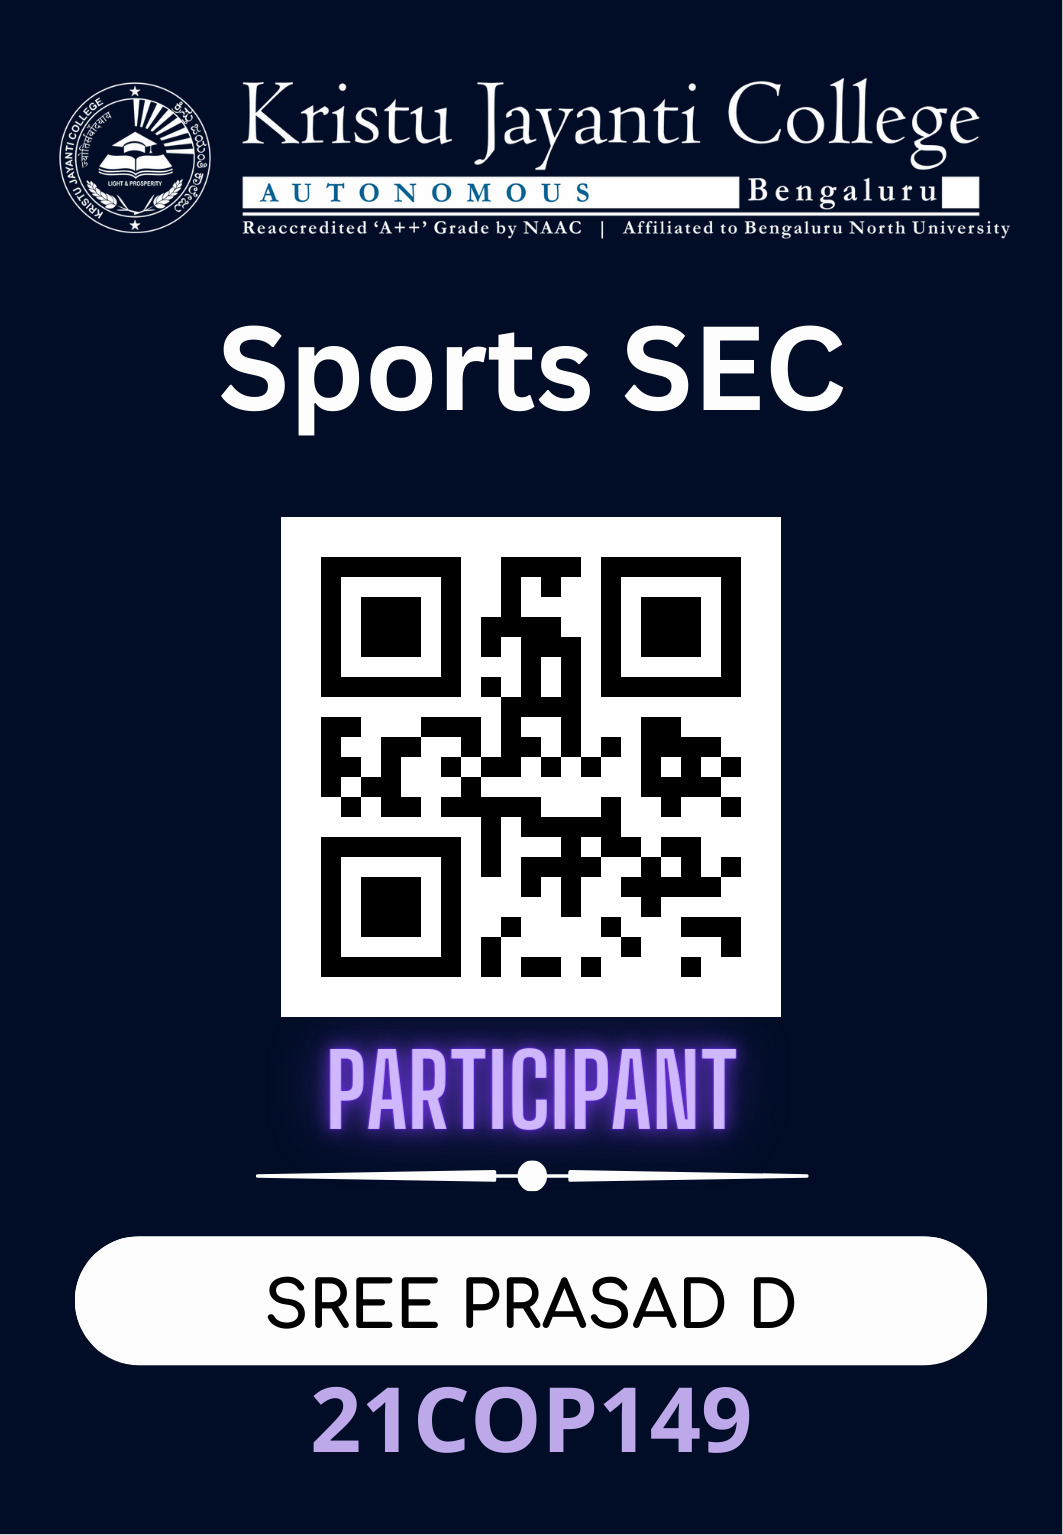 KRISTU JAYANTI COLLEGE
ಕ್ರಿಸ್ತು ಜಯಂತಿ ಕಾಲೇಜು
LIGHT & PROSPERITY
Kristu Jayanti College
AUTONOMOUS Bengaluru
Reaccredited ‘A++’ Grade by NAAC | Affiliated to Bengaluru North University
Sports SEC
PARTICIPANT
SREE PRASAD D
21COP149